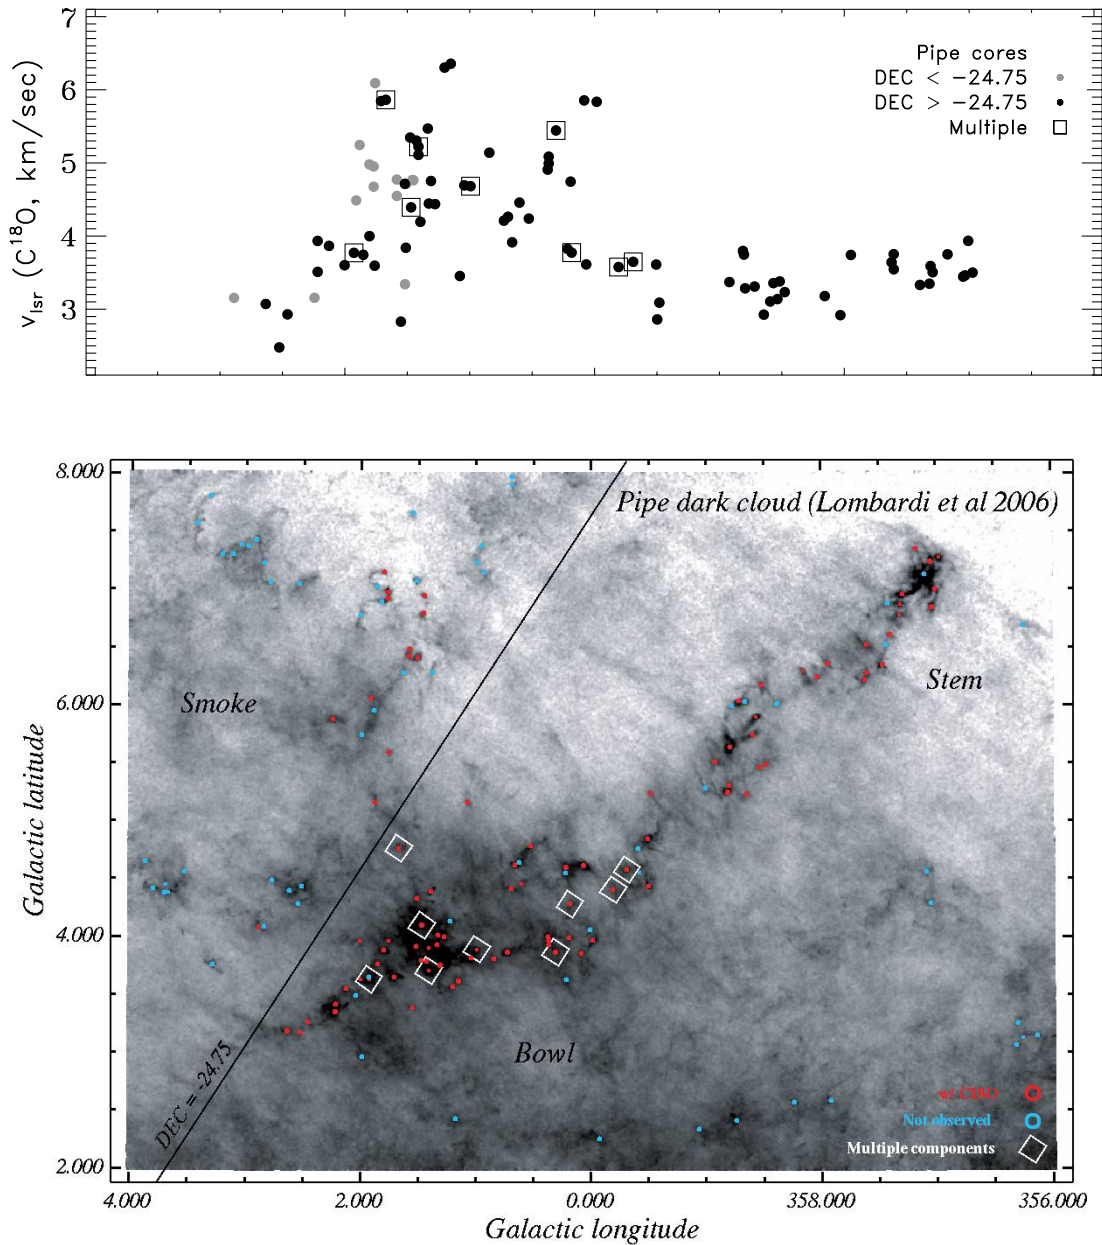 7
6
5
4
3
v_lsr (C^18O, km/sec)
Pipe cores
DEC < -24.75
DEC > -24.75
Multiple
8.000
6.000
4.000
2.000
Galactic latitude
Pipe dark cloud (Lombardi et al 2006)
Smoke
Stem
Bowl
DEC = -24.75
w/ C18O
Not observed
Multiple components
4.000 2.000 0.000 358.000 356.000
Galactic longitude